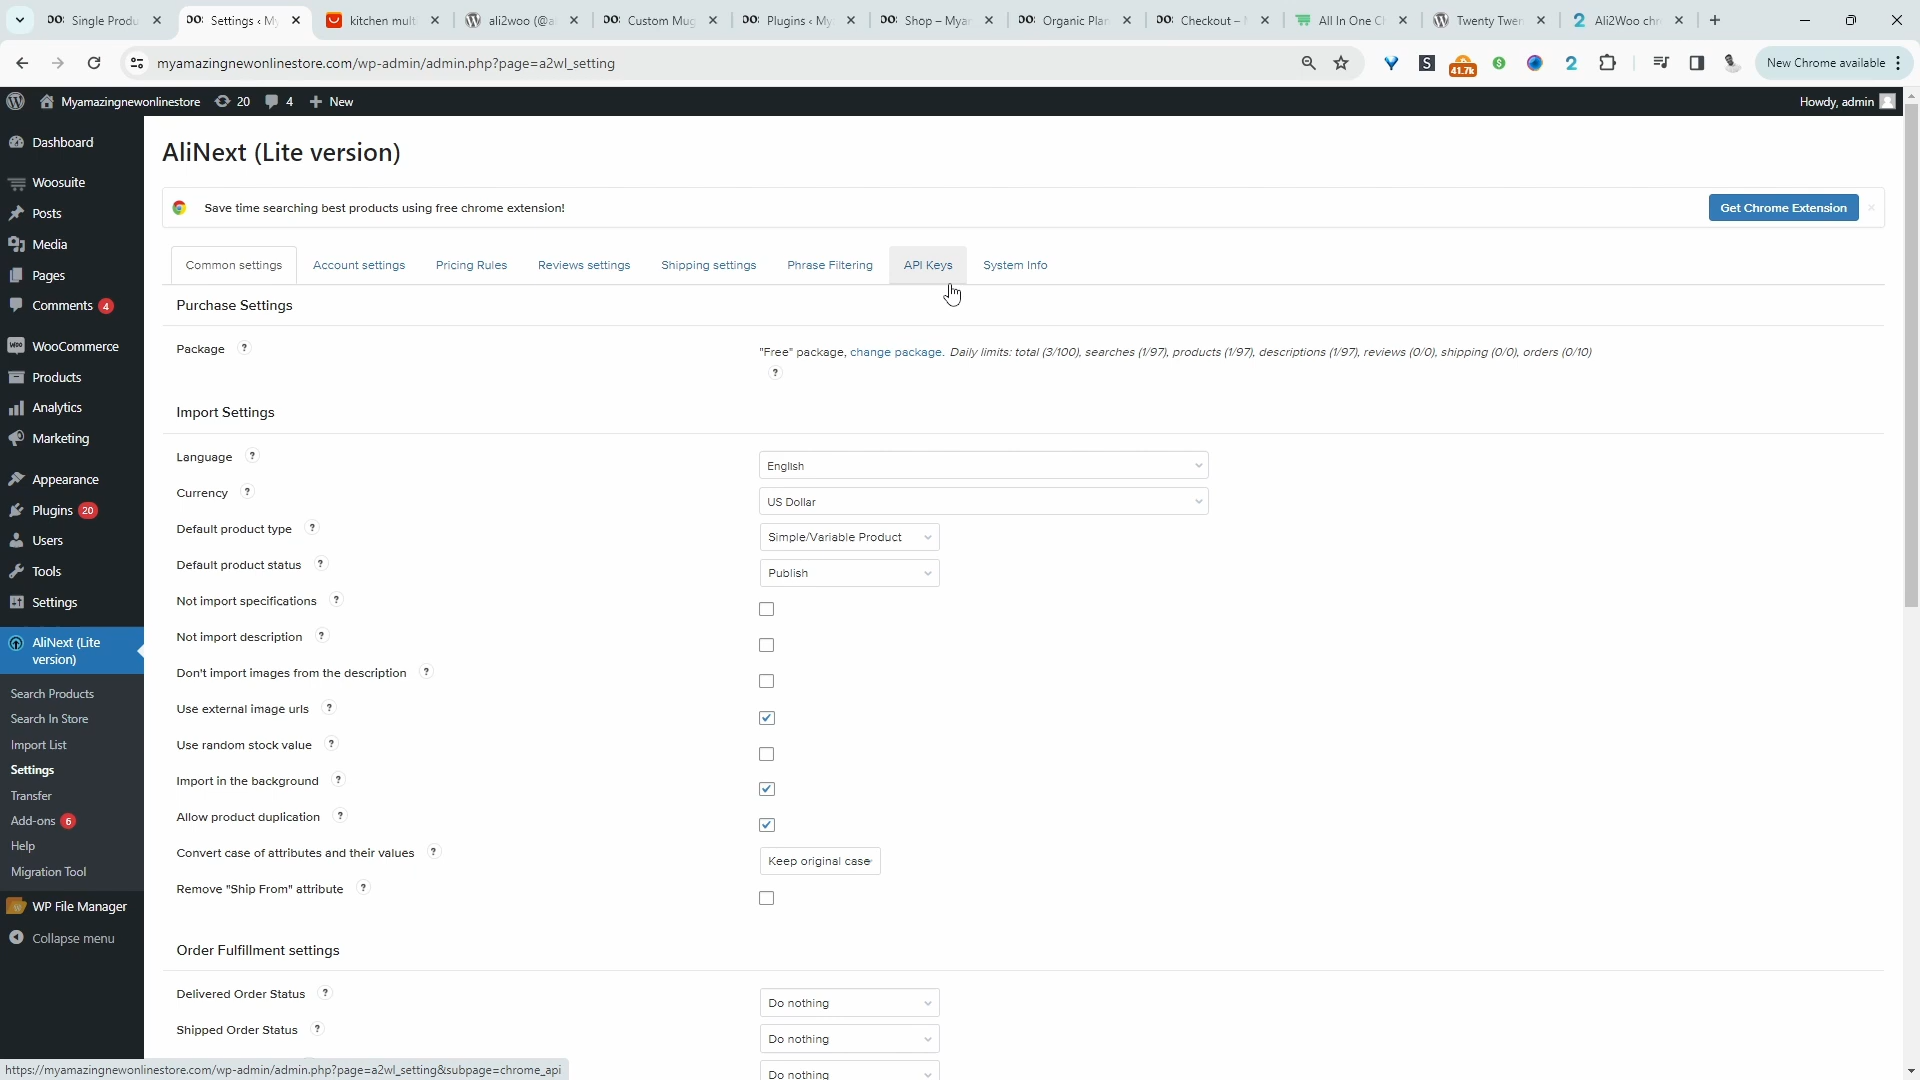 Single Produ
Settings ‹ My
kitchen mult
ali2woo (@a
Custom Mug
Plugins ‹ My
Shop – Myar
Organic Plan
Checkout –
All In One C
Twenty Twen
Ali2Woo chr
myamazingnewonlinestore.com/wp-admin/admin.php?page=a2wl_setting
41.7k
New Chrome available
Myamazingnewonlinestore
20
4
New
Howdy, admin
Dashboard
Woosuite
Posts
Media
Pages
Comments 4
WooCommerce
Products
Analytics
Marketing
Appearance
Plugins 20
Users
Tools
Settings
AliNext (Lite
version)
Search Products
Search In Store
Import List
Settings
Transfer
Add-ons 6
Help
Migration Tool
WP File Manager
Collapse menu
AliNext (Lite version)
Save time searching best products using free chrome extension!
Get Chrome Extension
Common settings
Account settings
Pricing Rules
Reviews settings
Shipping settings
Phrase Filtering
API Keys
System Info
Purchase Settings
Package ?
"Free" package, change package. Daily limits: total (3/100), searches (1/97), products (1/97), descriptions (1/97), reviews (0/0), shipping (0/0), orders (0/10)
?
Import Settings
Language ?
English
Currency ?
US Dollar
Default product type ?
Simple/Variable Product
Default product status ?
Publish
Not import specifications ?
Not import description ?
Don't import images from the description ?
Use external image urls ?
Use random stock value ?
Import in the background ?
Allow product duplication ?
Convert case of attributes and their values ?
Keep original case
Remove "Ship From" attribute ?
Order Fulfillment settings
Delivered Order Status ?
Do nothing
Shipped Order Status ?
Do nothing
Do nothing
https://myamazingnewonlinestore.com/wp-admin/admin.php?page=a2wl_setting&subpage=chrome_api